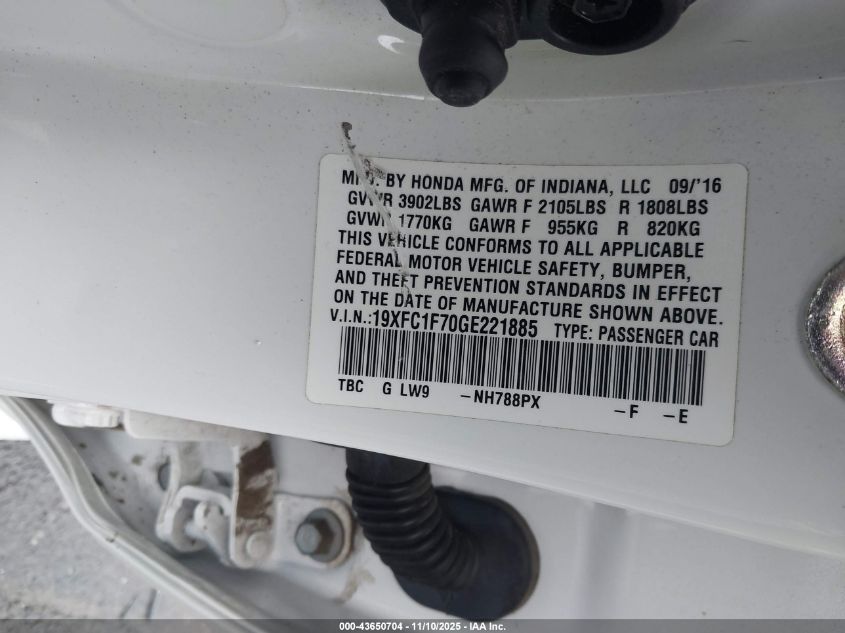 MFD. BY HONDA MFG. OF INDIANA, LLC 09/'16
GVWR 3902LBS GAWR F 2105LBS R 1808LBS
GVWR 1770KG GAWR F 955KG R 820KG
THIS VEHICLE CONFORMS TO ALL APPLICABLE
FEDERAL MOTOR VEHICLE SAFETY, BUMPER,
AND THEFT PREVENTION STANDARDS IN EFFECT
ON THE DATE OF MANUFACTURE SHOWN ABOVE.
V.I.N.:19XFC1F70GE221885 TYPE: PASSENGER CAR
TBC G LW9 -NH788PX -F -E
000-43650704 - 11/10/2025 - IAA Inc.